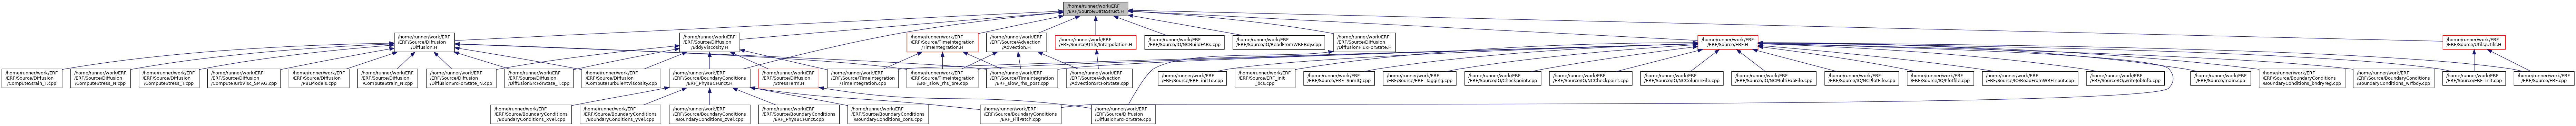 /home/runner/work/ERF
/ERF/Source/DataStruct.H
/home/runner/work/ERF
/ERF/Source/Diffusion
/Diffusion.H
/home/runner/work/ERF
/ERF/Source/Diffusion
/EddyViscosity.H
/home/runner/work/ERF
/ERF/Source/TimeIntegration
/TimeIntegration.H
/home/runner/work/ERF
/ERF/Source/Advection
/Advection.H
/home/runner/work/ERF
/ERF/Source/Utils/Interpolation.H
/home/runner/work/ERF
/ERF/Source/IO/NCBuildFABs.cpp
/home/runner/work/ERF
/ERF/Source/IO/ReadFromWRFBdy.cpp
/home/runner/work/ERF
/ERF/Source/Diffusion
/DiffusionFluxForState.H
/home/runner/work/ERF
/ERF/Source/ERF.H
/home/runner/work/ERF
/ERF/Source/Utils/Utils.H
/home/runner/work/ERF
/ERF/Source/Diffusion
/ComputeStrain_T.cpp
/home/runner/work/ERF
/ERF/Source/Diffusion
/ComputeStress_N.cpp
/home/runner/work/ERF
/ERF/Source/Diffusion
/ComputeStress_T.cpp
/home/runner/work/ERF
/ERF/Source/Diffusion
/ComputeTurbVisc_SMAG.cpp
/home/runner/work/ERF
/ERF/Source/Diffusion
/PBLModels.cpp
/home/runner/work/ERF
/ERF/Source/Diffusion
/ComputeStrain_N.cpp
/home/runner/work/ERF
/ERF/Source/Diffusion
/DiffusionSrcForState_N.cpp
/home/runner/work/ERF
/ERF/Source/Diffusion
/DiffusionSrcForState_T.cpp
/home/runner/work/ERF
/ERF/Source/Diffusion
/ComputeTurbulentViscosity.cpp
/home/runner/work/ERF
/ERF/Source/BoundaryConditions
/ERF_PhysBCFunct.H
/home/runner/work/ERF
/ERF/Source/Diffusion
/StressTerm.H
/home/runner/work/ERF
/ERF/Source/TimeIntegration
/TimeIntegration.cpp
/home/runner/work/ERF
/ERF/Source/TimeIntegration
/ERF_slow_rhs_pre.cpp
/home/runner/work/ERF
/ERF/Source/TimeIntegration
/ERF_slow_rhs_post.cpp
/home/runner/work/ERF
/ERF/Source/Advection
/AdvectionSrcForState.cpp
/home/runner/work/ERF
/ERF/Source/ERF_init1d.cpp
/home/runner/work/ERF
/ERF/Source/ERF_init
_bcs.cpp
/home/runner/work/ERF
/ERF/Source/ERF_SumIQ.cpp
/home/runner/work/ERF
/ERF/Source/ERF_Tagging.cpp
/home/runner/work/ERF
/ERF/Source/IO/Checkpoint.cpp
/home/runner/work/ERF
/ERF/Source/IO/NCCheckpoint.cpp
/home/runner/work/ERF
/ERF/Source/IO/NCColumnFile.cpp
/home/runner/work/ERF
/ERF/Source/IO/NCMultiFabFile.cpp
/home/runner/work/ERF
/ERF/Source/IO/NCPlotFile.cpp
/home/runner/work/ERF
/ERF/Source/IO/Plotfile.cpp
/home/runner/work/ERF
/ERF/Source/IO/ReadFromWRFInput.cpp
/home/runner/work/ERF
/ERF/Source/IO/writeJobInfo.cpp
/home/runner/work/ERF
/ERF/Source/main.cpp
/home/runner/work/ERF
/ERF/Source/BoundaryConditions
/BoundaryConditions_bndryreg.cpp
/home/runner/work/ERF
/ERF/Source/BoundaryConditions
/BoundaryConditions_wrfbdy.cpp
/home/runner/work/ERF
/ERF/Source/ERF_init.cpp
/home/runner/work/ERF
/ERF/Source/ERF.cpp
/home/runner/work/ERF
/ERF/Source/BoundaryConditions
/BoundaryConditions_xvel.cpp
/home/runner/work/ERF
/ERF/Source/BoundaryConditions
/BoundaryConditions_yvel.cpp
/home/runner/work/ERF
/ERF/Source/BoundaryConditions
/BoundaryConditions_zvel.cpp
/home/runner/work/ERF
/ERF/Source/BoundaryConditions
/ERF_PhysBCFunct.cpp
/home/runner/work/ERF
/ERF/Source/BoundaryConditions
/BoundaryConditions_cons.cpp
/home/runner/work/ERF
/ERF/Source/BoundaryConditions
/ERF_FillPatch.cpp
/home/runner/work/ERF
/ERF/Source/Diffusion
/DiffusionSrcForState.cpp